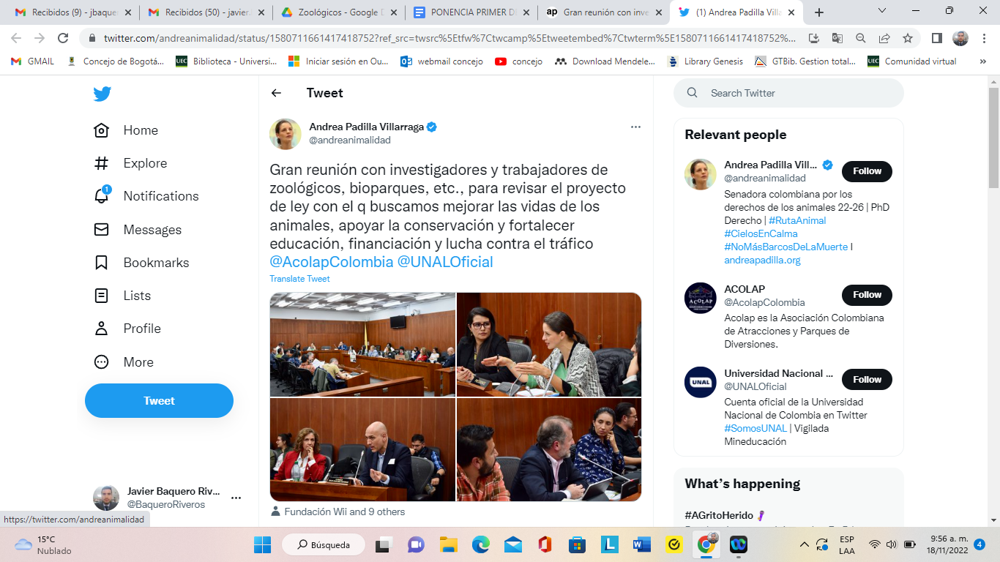 Recibidos (9) - jbaquer
Recibidos (50) - javier.
Zoológicos - Google D
PONENCIA PRIMER DE
Gran reunión con inve
(1) Andrea Padilla Villa
twitter.com/andreanimalidad/status/1580711661417418752?ref_src=twsrc%5Etfw%7Ctwcamp%5Etweetembed%7Ctwterm%5E1580711661417418752%...
GMAIL
Concejo de Bogotá...
Biblioteca - Universi...
Iniciar sesión en Ou...
webmail concejo
concejo
Download Mendele...
Library Genesis
GTBib. Gestion total...
Comunidad virtual
»
Home
Explore
1
Notifications
Messages
Bookmarks
Lists
Profile
More
Tweet
Javier Baquero Riv...
@BaqueroRiveros
https://twitter.com/andreanimalidad
Tweet
Andrea Padilla Villarraga
@andreanimalidad
Gran reunión con investigadores y trabajadores de
zoológicos, bioparques, etc., para revisar el proyecto
de ley con el q buscamos mejorar las vidas de los
animales, apoyar la conservación y fortalecer
educación, financiación y lucha contra el tráfico
@AcolapColombia @UNALOficial
Translate Tweet
Fundación Wii and 9 others
Search Twitter
Relevant people
Andrea Padilla Vill...
@andreanimalidad
Follow
Senadora colombiana por los
derechos de los animales 22-26 | PhD
Derecho | #RutaAnimal
#CielosEnCalma
#NoMásBarcosDeLaMuerte I
andreapadilla.org
ACOLAP
ACOLAP
@AcolapColombia
Follow
Acolap es la Asociación Colombiana
de Atracciones y Parques de
Diversiones.
UNAL
Universidad Nacional ...
@UNALOficial
Follow
Cuenta oficial de la Universidad
Nacional de Colombia en Twitter
#SomosUNAL | Vigilada
Mineducación
What's happening
#AGritoHerido
15°C
Nublado
Búsqueda
ESP
LAA
9:56 a. m.
18/11/2022
4